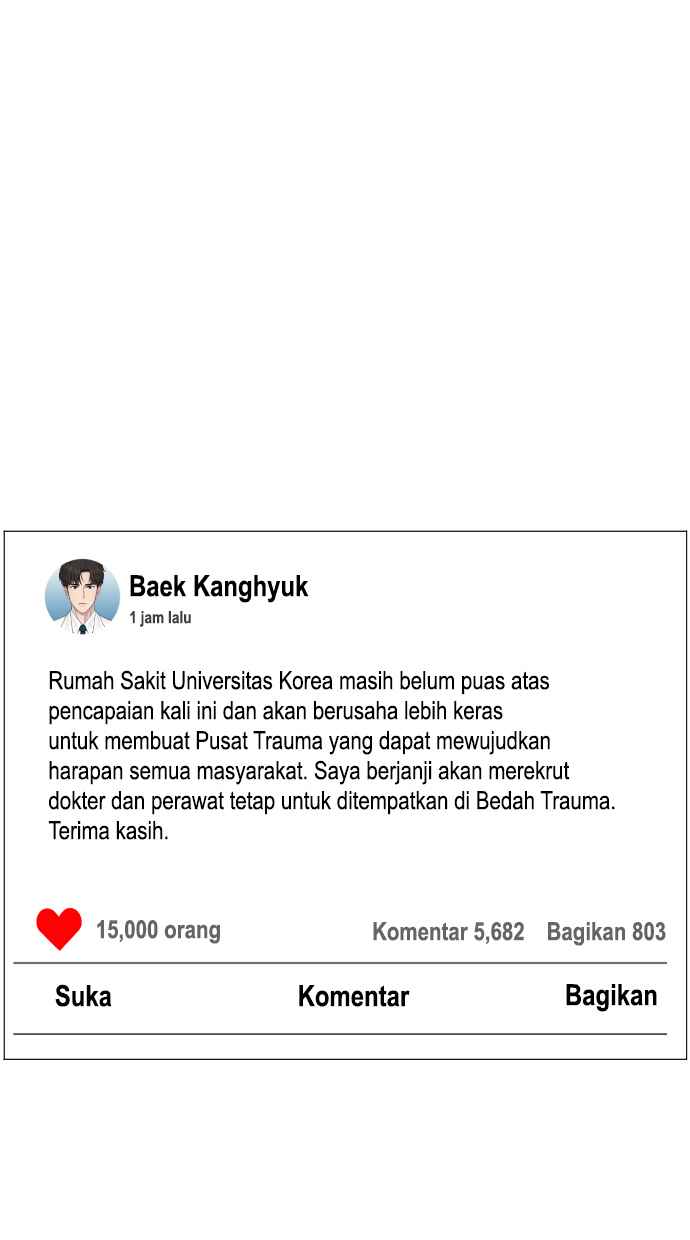 Baek Kanghyuk
1 jam lalu
Rumah Sakit Universitas Korea masih belum puas atas
pencapaian kali ini dan akan berusaha lebih keras
untuk membuat Pusat Trauma yang dapat mewujudkan
harapan semua masyarakat. Saya berjanji akan merekrut
dokter dan perawat tetap untuk ditempatkan di Bedah Trauma.
Terima kasih.
15,000 orang Komentar 5,682 Bagikan 803
Suka Komentar Bagikan